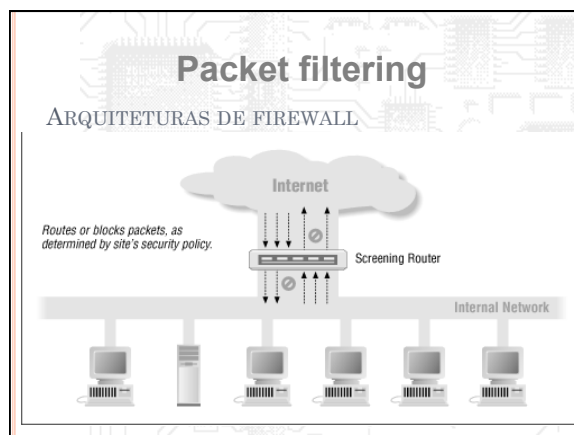 Packet filtering
ARQUITETURAS DE FIREWALL
Internet
Routes or blocks packets, as
determined by site's security policy.
Screening Router
Internal Network